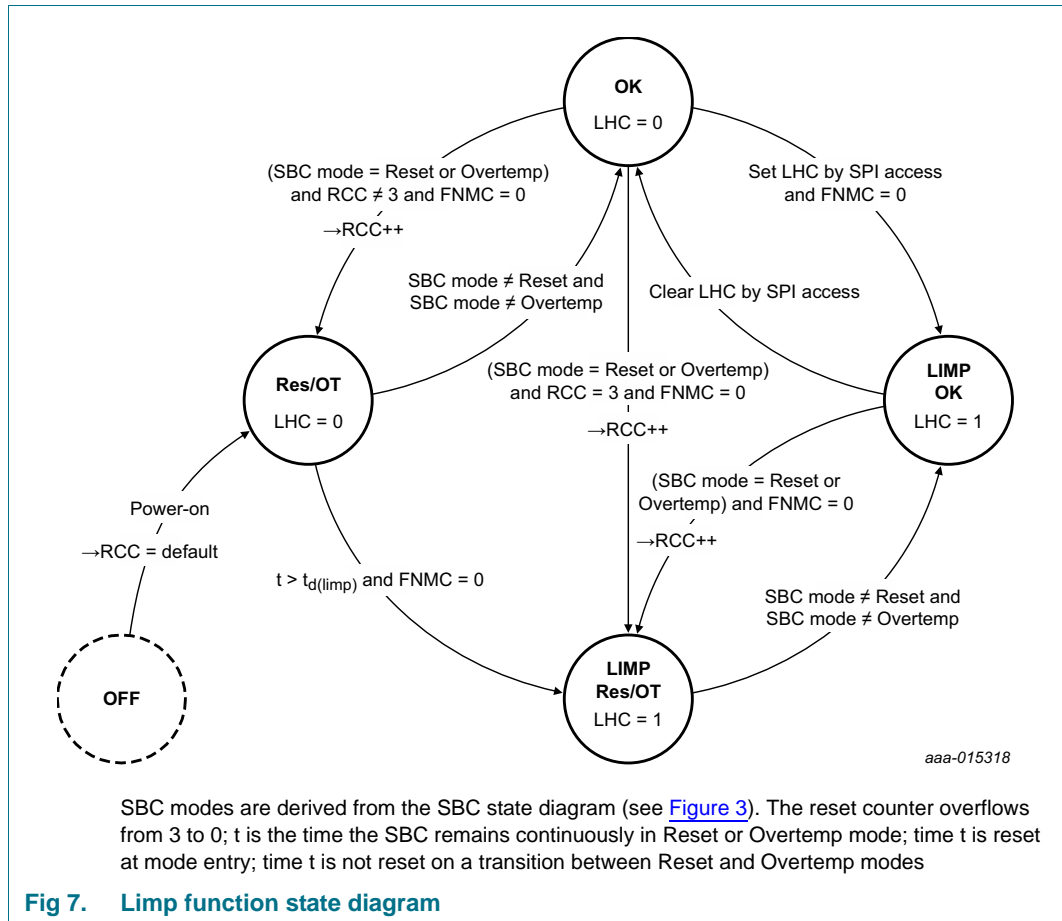 OK
LHC = 0
(SBC mode = Reset or Overtemp)
and RCC ≠ 3 and FNMC = 0
→RCC++
Set LHC by SPI access
and FNMC = 0
SBC mode ≠ Reset and
SBC mode ≠ Overtemp
Clear LHC by SPI access
Res/OT
LHC = 0
(SBC mode = Reset or Overtemp)
and RCC = 3 and FNMC = 0
→RCC++
LIMP
OK
LHC = 1
Power-on
→RCC = default
(SBC mode = Reset or
Overtemp) and FNMC = 0
→RCC++
t > td(limp) and FNMC = 0
SBC mode ≠ Reset and
SBC mode ≠ Overtemp
OFF
LIMP
Res/OT
LHC = 1
aaa-015318
SBC modes are derived from the SBC state diagram (see Figure 3). The reset counter overflows
from 3 to 0; t is the time the SBC remains continuously in Reset or Overtemp mode; time t is reset
at mode entry; time t is not reset on a transition between Reset and Overtemp modes
Fig 7. Limp function state diagram